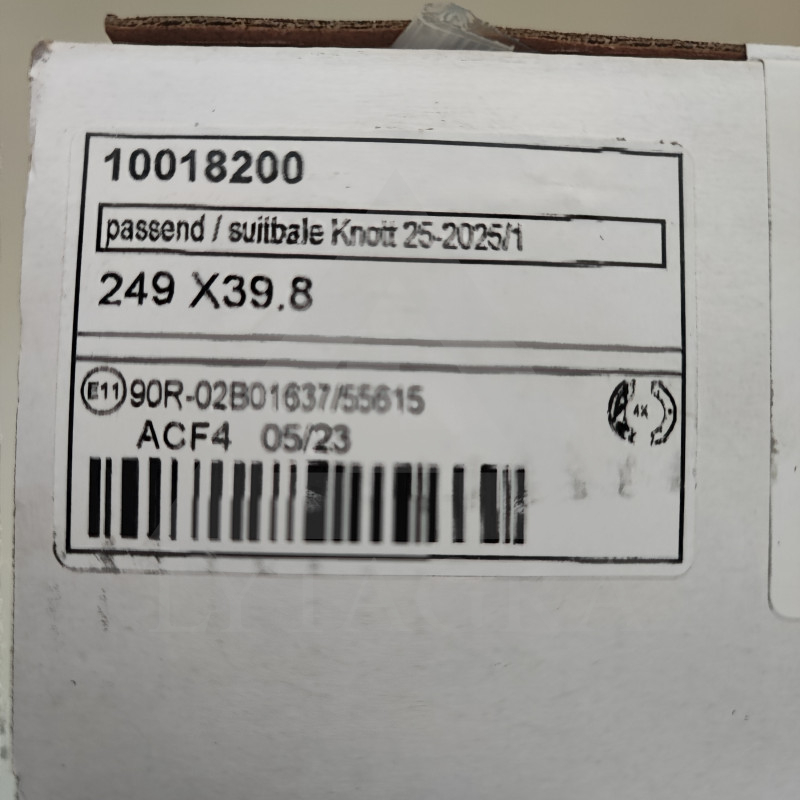 10018200
passend / suitbale Knott 25-2025/1
249 X39.8
E11 90R-02B01637/55615
4X
ACF4 05/23